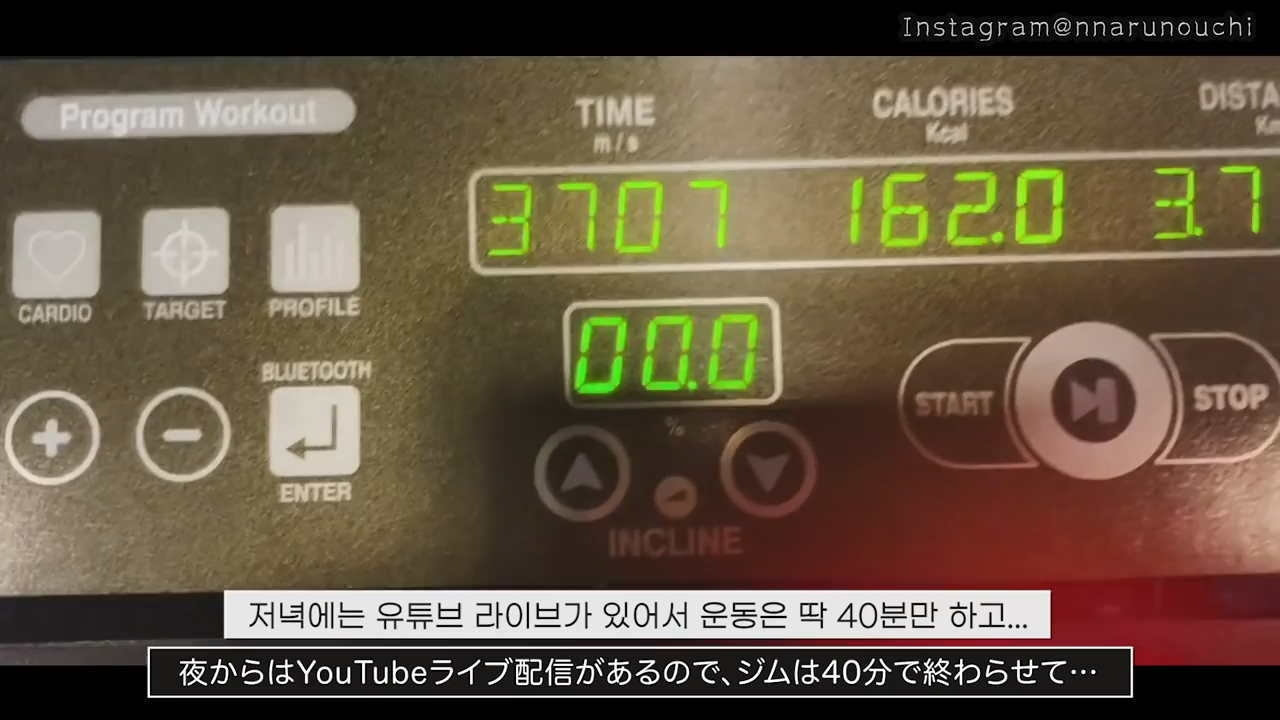 Instagram@nnarunouchi
Program Workout
TIME
m/s
CALORIES
Kcal
3707
162.0
3.7
CARDIO
TARGET
PROFILE
00.0
%
BLUETOOTH
ENTER
START
STOP
INCLINE
저녁에는 유튜브 라이브가 있어서 운동은 딱 40분만 하고...
夜からはYouTubeライブ配信があるので、ジムは40分で終わらせて…